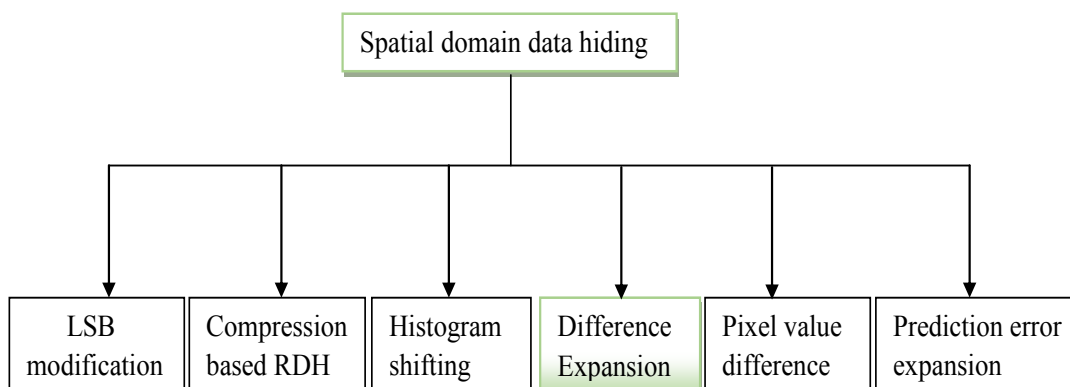 Spatial domain data hiding
LSB
modification
Compression
based RDH
Histogram
shifting
Difference
Expansion
Pixel value
difference
Prediction error
expansion